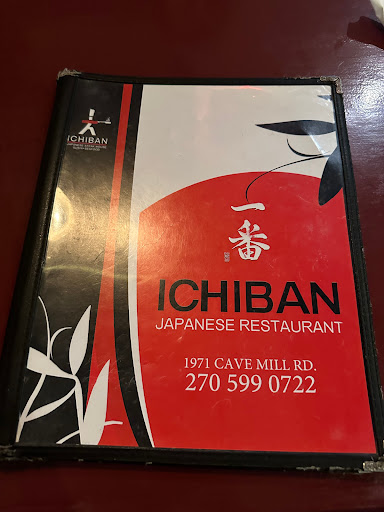 ICHIBAN
一番
ICHIBAN
JAPANESE RESTAURANT
1971 CAVE MILL RD.
270 599 0722